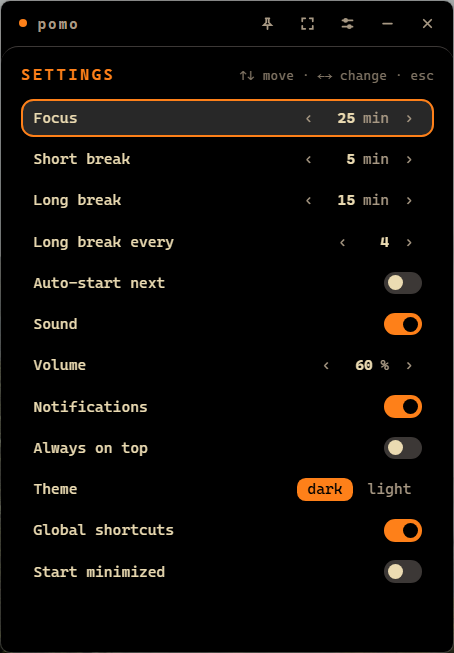 pomo
SETTINGS ↑↓ move · ↔ change · esc
Focus ‹ 25 min ›
Short break ‹ 5 min ›
Long break ‹ 15 min ›
Long break every ‹ 4 ›
Auto-start next
Sound
Volume ‹ 60 % ›
Notifications
Always on top
Theme dark light
Global shortcuts
Start minimized